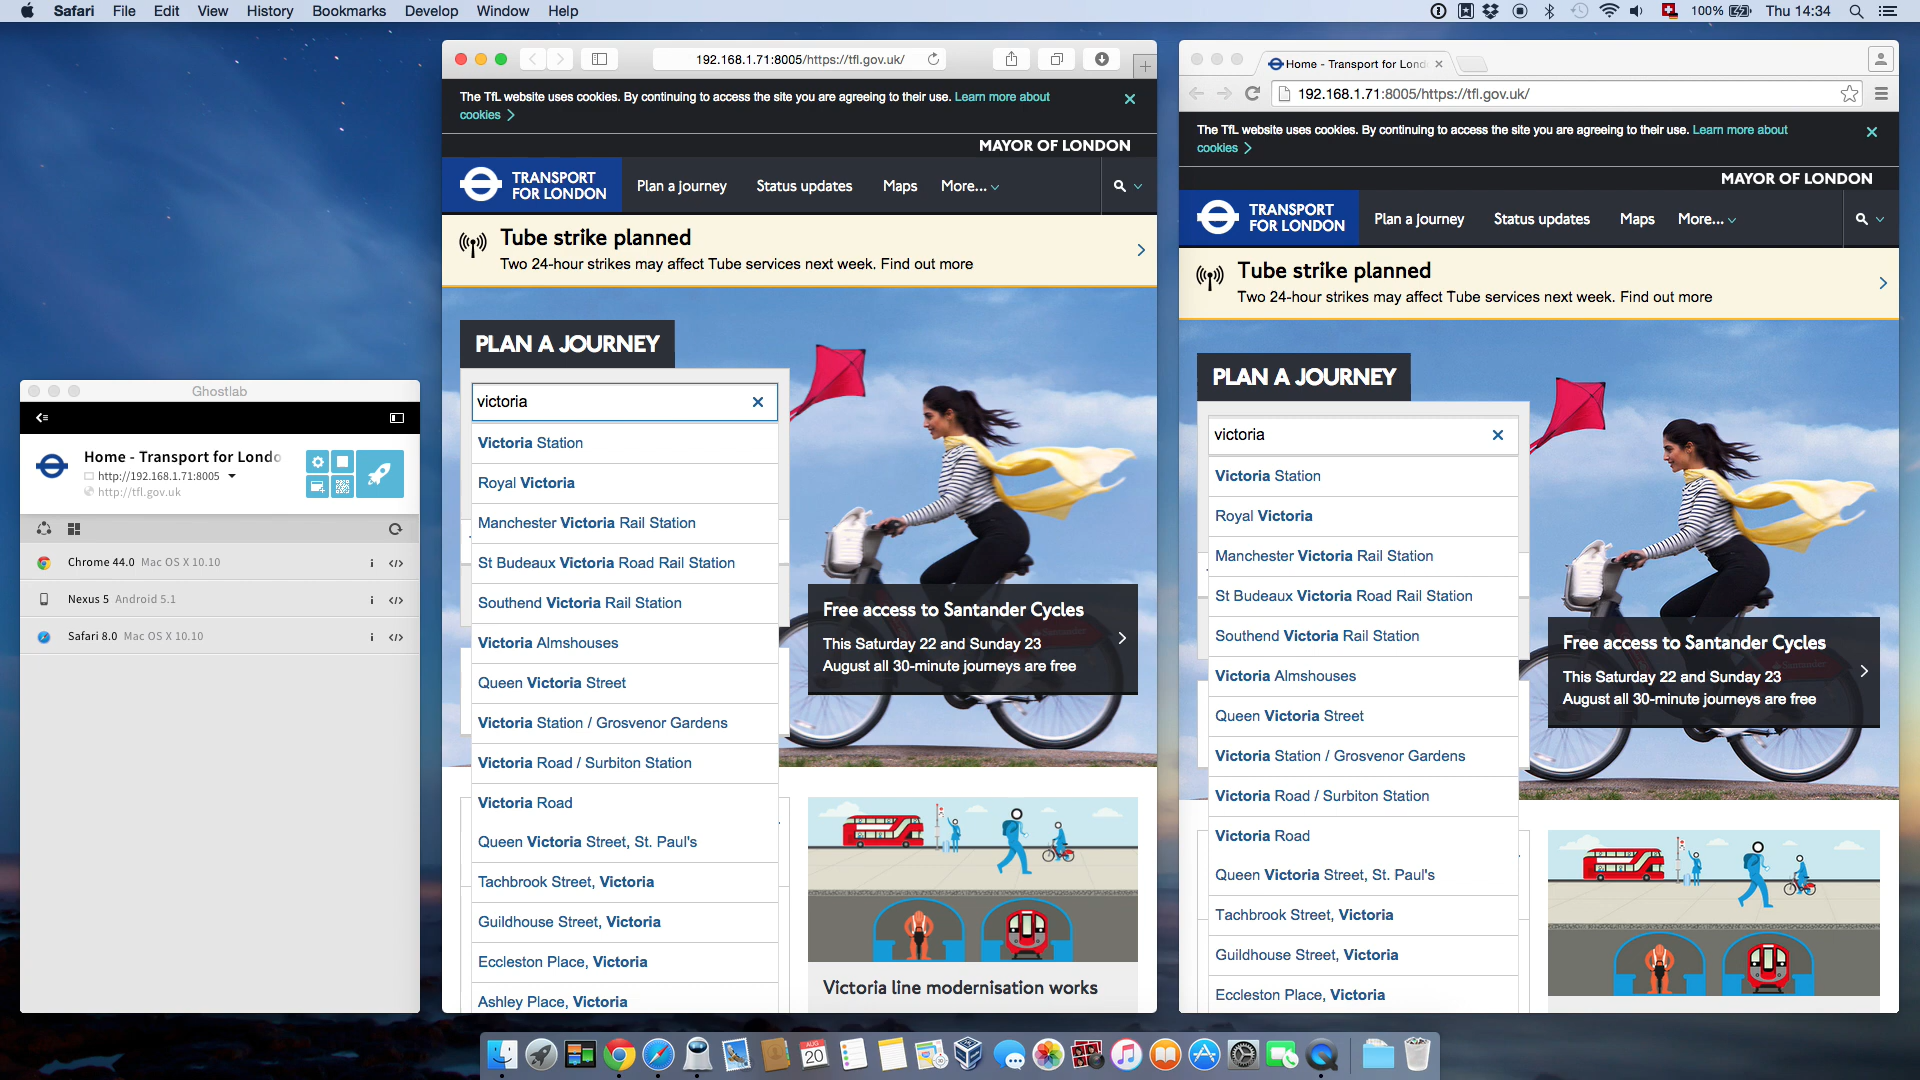 Safari File Edit View History Bookmarks Develop Window Help
100% Thu 14:34
Ghostlab
Home - Transport for Londo
http://192.168.1.71:8005
http://tfl.gov.uk
Chrome 44.0 Mac OS X 10.10
Nexus 5 Android 5.1
Safari 8.0 Mac OS X 10.10
192.168.1.71:8005/https://tfl.gov.uk/
The TfL website uses cookies. By continuing to access the site you are agreeing to their use. Learn more about
cookies
MAYOR OF LONDON
TRANSPORT
FOR LONDON
Plan a journey Status updates Maps More...
Tube strike planned
Two 24-hour strikes may affect Tube services next week. Find out more
PLAN A JOURNEY
victoria
Victoria Station
Royal Victoria
Manchester Victoria Rail Station
St Budeaux Victoria Road Rail Station
Southend Victoria Rail Station
Victoria Almshouses
Queen Victoria Street
Victoria Station / Grosvenor Gardens
Victoria Road / Surbiton Station
Victoria Road
Queen Victoria Street, St. Paul's
Tachbrook Street, Victoria
Guildhouse Street, Victoria
Eccleston Place, Victoria
Ashley Place, Victoria
Free access to Santander Cycles
This Saturday 22 and Sunday 23
August all 30-minute journeys are free
Victoria line modernisation works
Home - Transport for Lond
192.168.1.71:8005/https://tfl.gov.uk/
The TfL website uses cookies. By continuing to access the site you are agreeing to their use. Learn more about
cookies
MAYOR OF LONDON
TRANSPORT
FOR LONDON
Plan a journey Status updates Maps More...
Tube strike planned
Two 24-hour strikes may affect Tube services next week. Find out more
PLAN A JOURNEY
victoria
Victoria Station
Royal Victoria
Manchester Victoria Rail Station
St Budeaux Victoria Road Rail Station
Southend Victoria Rail Station
Victoria Almshouses
Queen Victoria Street
Victoria Station / Grosvenor Gardens
Victoria Road / Surbiton Station
Victoria Road
Queen Victoria Street, St. Paul's
Tachbrook Street, Victoria
Guildhouse Street, Victoria
Eccleston Place, Victoria
Free access to Santander Cycles
This Saturday 22 and Sunday 23
August all 30-minute journeys are free
AUG
20